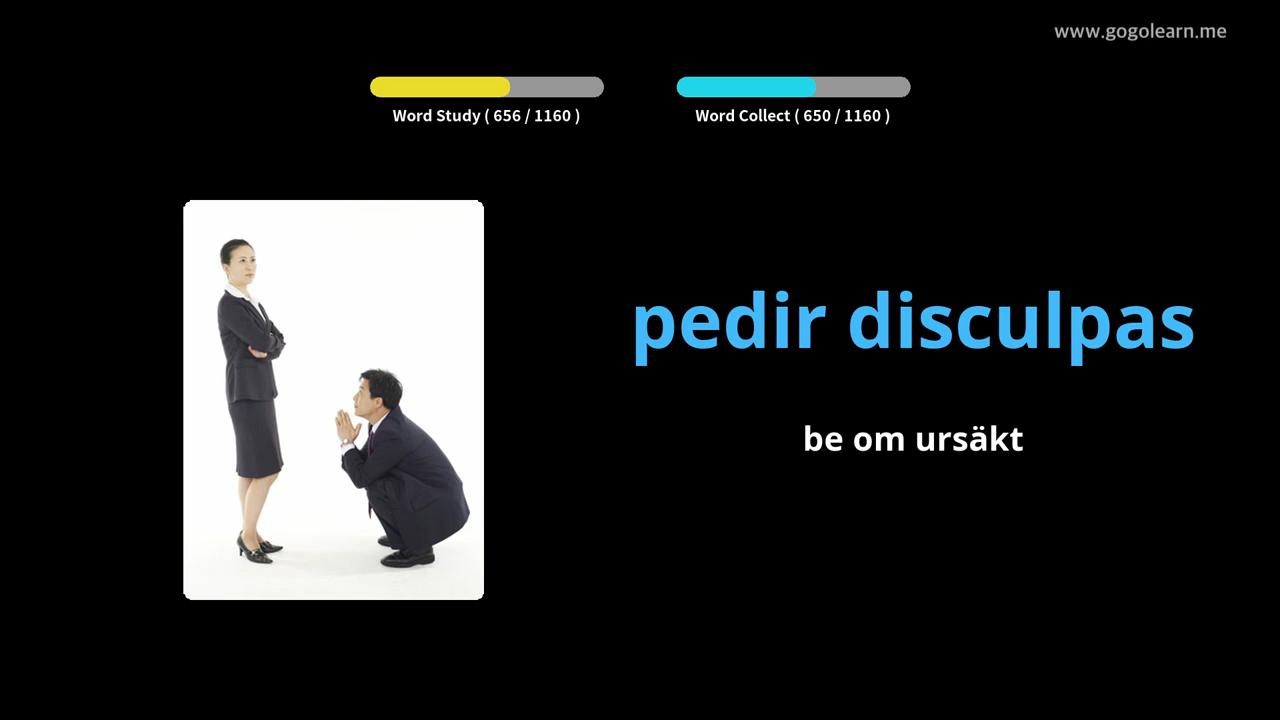 www.gogolearn.me
Word Study ( 656 / 1160 )
Word Collect ( 650 / 1160 )
pedir disculpas
be om ursäkt